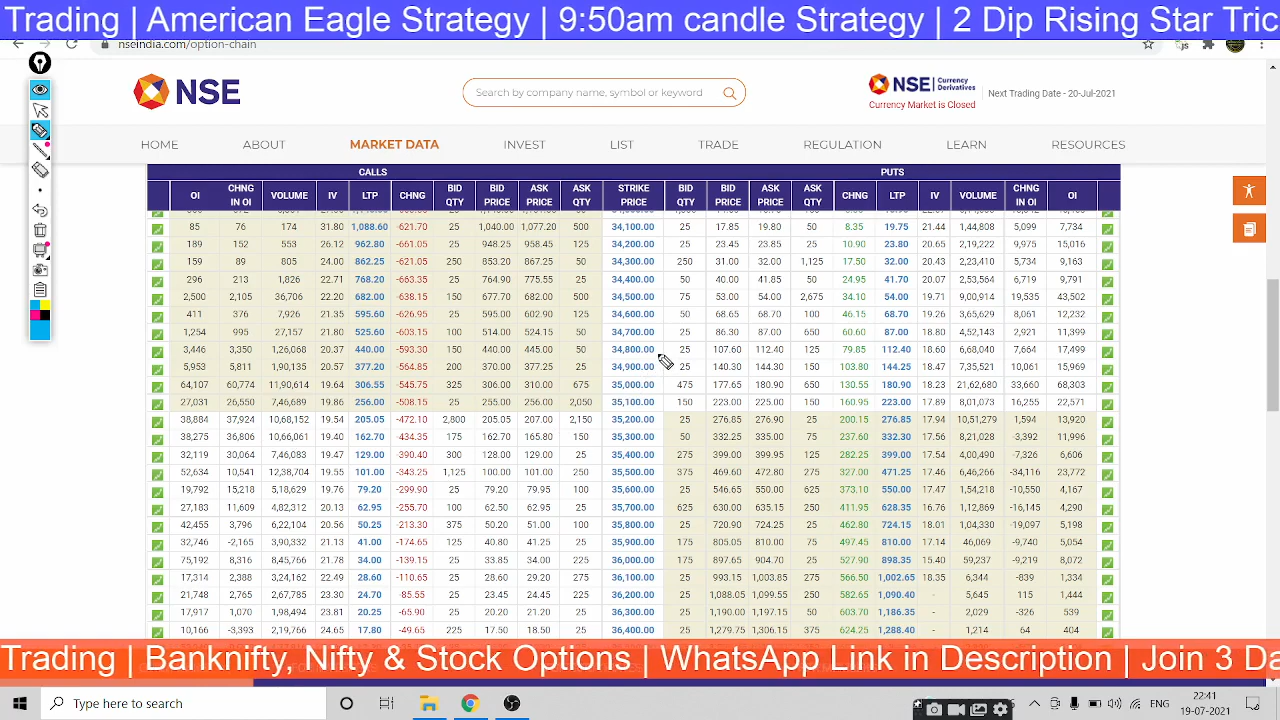 Trading | American Eagle Strategy | 9:50am candle Strategy | 2 Dip Rising Star Tric
nseindia.com/option-chain
NSE
Search by company name, symbol or keyword
NSE Currency Derivatives
Currency Market is Closed
Next Trading Date - 20-Jul-2021
HOME ABOUT MARKET DATA INVEST LIST TRADE REGULATION LEARN RESOURCES
CALLS PUTS
OI CHNG IN OI VOLUME IV LTP CHNG BID QTY BID PRICE ASK PRICE ASK QTY STRIKE PRICE BID QTY BID PRICE ASK PRICE ASK QTY CHNG LTP IV VOLUME CHNG IN OI OI
83 76 174 31.80 1,088.60 -621.70 25 1,040.00 1,077.20 500 34,100.00 25 17.85 19.80 50 8.35 19.75 21.44 1,44,808 5,099 7,734
189 152 553 26.12 962.80 -651.05 25 948.25 958.45 125 34,200.00 25 23.45 23.85 25 10.90 23.80 20.65 2,19,222 9,975 15,016
159 89 805 24.00 862.25 -621.05 250 853.20 867.25 50 34,300.00 250 31.00 32.00 1,125 17.50 32.00 20.43 2,23,410 5,734 9,163
296 213 1,826 22.71 768.20 -638.15 150 764.90 775.55 25 34,400.00 50 40.00 41.85 50 24.95 41.70 20.07 2,53,564 6,719 9,791
2,500 2,105 36,706 22.20 682.00 -663.35 150 677.70 682.00 500 34,500.00 75 53.00 54.00 2,675 34.10 54.00 19.71 9,00,914 19,535 43,502
411 376 7,926 21.35 595.60 -626.95 125 595.00 602.90 125 34,600.00 50 68.65 68.70 100 46.15 68.70 19.26 3,65,629 8,061 12,232
1,254 995 27,157 21.80 525.60 -603.15 100 514.00 524.15 50 34,700.00 25 86.30 87.00 650 60.60 87.00 18.80 4,52,143 2,921 11,399
3,446 3,350 1,26,068 20.37 440.00 -593.30 150 440.00 445.00 50 34,800.00 25 107.60 112.40 125 79.85 112.40 18.60 6,68,040 7,664 17,499
5,953 5,811 1,90,135 20.57 377.20 -564.85 200 370.00 377.25 25 34,900.00 25 140.30 144.30 150 103.80 144.25 18.47 7,35,521 10,061 15,969
64,107 60,774 11,90,614 19.64 306.55 -545.75 325 306.00 310.00 675 35,000.00 475 177.65 180.90 650 130.55 180.90 18.23 21,62,680 33,660 68,303
27,031 26,550 7,46,689 19.86 256.00 -508.15 25 255.00 256.00 2,050 35,100.00 150 223.00 225.00 150 160.95 223.00 17.89 8,01,073 16,255 22,571
38,884 37,924 10,68,152 19.54 205.05 -472.10 2,800 205.05 207.00 2,150 35,200.00 25 276.85 276.90 25 200.15 276.85 17.94 10,51,279 1,594 13,920
38,275 36,806 10,66,061 19.40 162.70 -434.35 175 162.70 165.80 150 35,300.00 50 332.25 335.00 75 237.60 332.30 17.56 8,21,028 -3,392 11,996
32,119 30,064 7,46,083 19.47 129.00 -390.40 300 128.00 129.00 25 35,400.00 275 399.00 399.95 125 282.25 399.00 17.54 4,00,490 -7,326 6,606
52,634 10,541 12,38,704 19.55 101.00 -343.25 1,125 100.00 101.00 250 35,500.00 375 469.60 472.80 275 327.00 471.25 17.46 6,46,266 -34,116 23,772
19,792 15,218 5,18,629 19.76 79.20 -299.90 25 79.20 79.95 100 35,600.00 25 546.65 550.00 625 373.10 550.00 17.47 1,54,218 -10,550 4,167
27,183 11,609 4,82,312 20.13 62.95 -255.70 100 62.50 62.95 25 35,700.00 625 630.00 635.15 250 411.95 628.35 16.76 1,12,869 -16,145 4,290
42,455 3,796 6,22,104 20.56 50.25 -213.30 375 50.20 51.00 100 35,800.00 25 720.90 724.25 25 462.80 724.15 18.01 1,04,330 -19,097 5,198
32,746 -2,165 3,90,332 21.13 41.00 -174.65 125 40.80 41.25 25 35,900.00 175 805.05 810.00 75 497.45 810.00 17.14 46,069 -9,740 5,054
75,192 8,316 8,45,766 21.78 34.00 -139.15 25 33.85 34.00 225 36,000.00 175 897.65 904.70 25 527.90 898.35 15.40 59,237 -9,219 8,072
17,314 2,388 3,24,162 22.49 28.60 -110.65 25 28.60 29.20 275 36,100.00 25 993.15 1,003.85 275 566.50 1,002.65 18.35 6,344 -839 1,334
21,748 2,765 2,67,785 23.30 24.70 -85.55 25 23.45 24.45 225 36,200.00 25 1,088.05 1,099.55 250 582.65 1,090.40 - 5,645 115 1,444
17,917 1,070 1,98,494 23.81 20.25 -65.90 25 20.20 21.20 25 36,300.00 25 1,190.00 1,197.15 50 603.70 1,186.35 - 2,029 -326 539
10,166 -3,393 2,19,766 24.65 17.80 -49.65 225 17.50 18.50 25 36,400.00 25 1,279.75 1,306.15 375 624.25 1,288.40 - 1,214 64 404
Trading | Banknifty, Nifty & Stock Options | WhatsApp Link in Description | Join 3 Da
Type here to search
ENG
22:41
19-07-2021